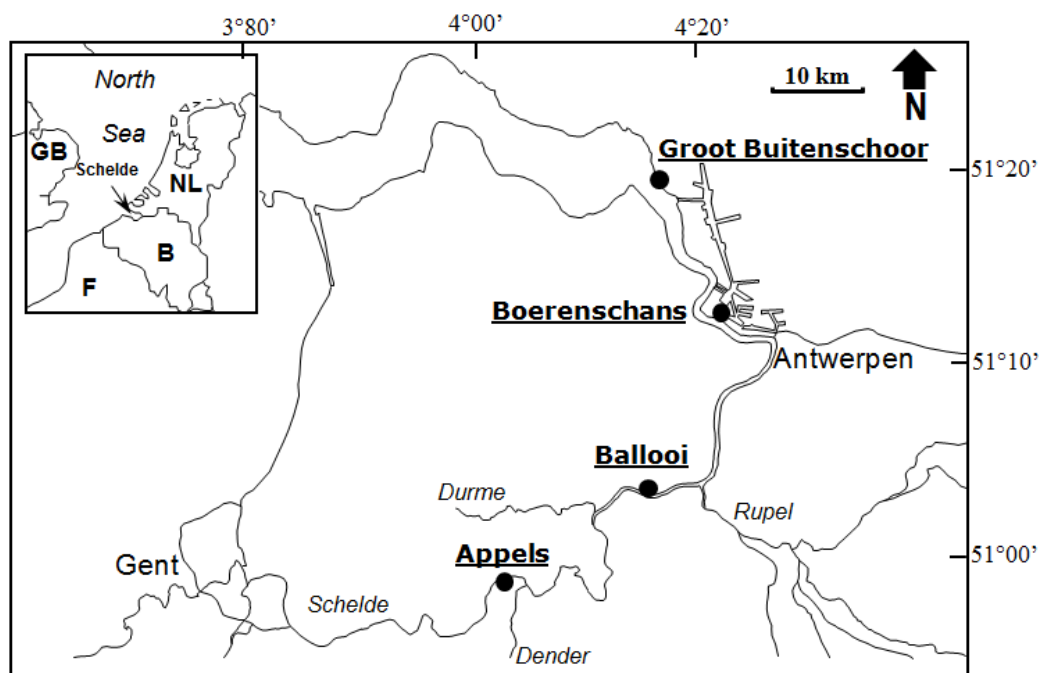 3°80’
4°00’
4°20’
North
Sea
GB
Schelde
NL
B
F
10 km
N
Groot Buitenschoor
51°20’
Boerenschans
Antwerpen
51°10’
Ballooi
Durme
Rupel
Appels
51°00’
Gent
Schelde
Dender